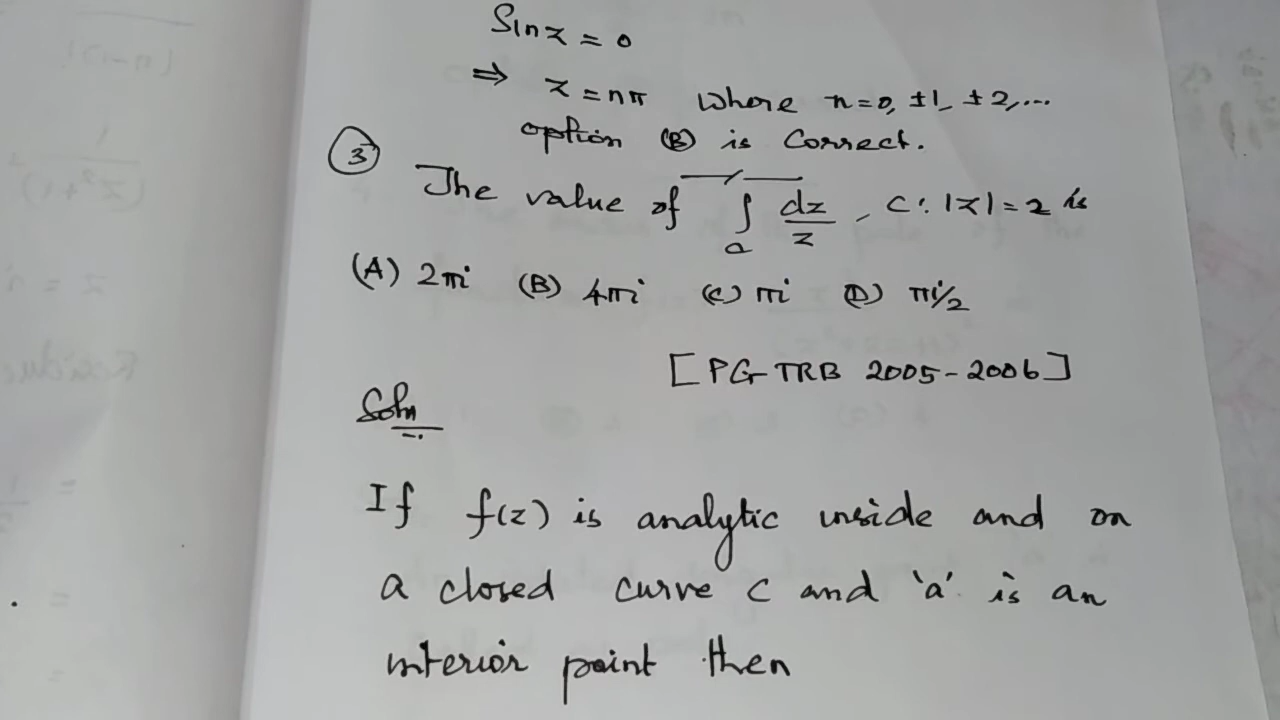 Sinz = 0
⇒ z = nπ where n=0, ±1, ±2,...
option (B) is Correct.
(3) The value of ∫ dz/z, C: |z|=2 is
C
(A) 2πi (B) 4πi (C) πi (D) πi/2
[PG-TRB 2005-2006]
Soln
If f(z) is analytic inside and on
a closed curve C and 'a' is an
interior point then